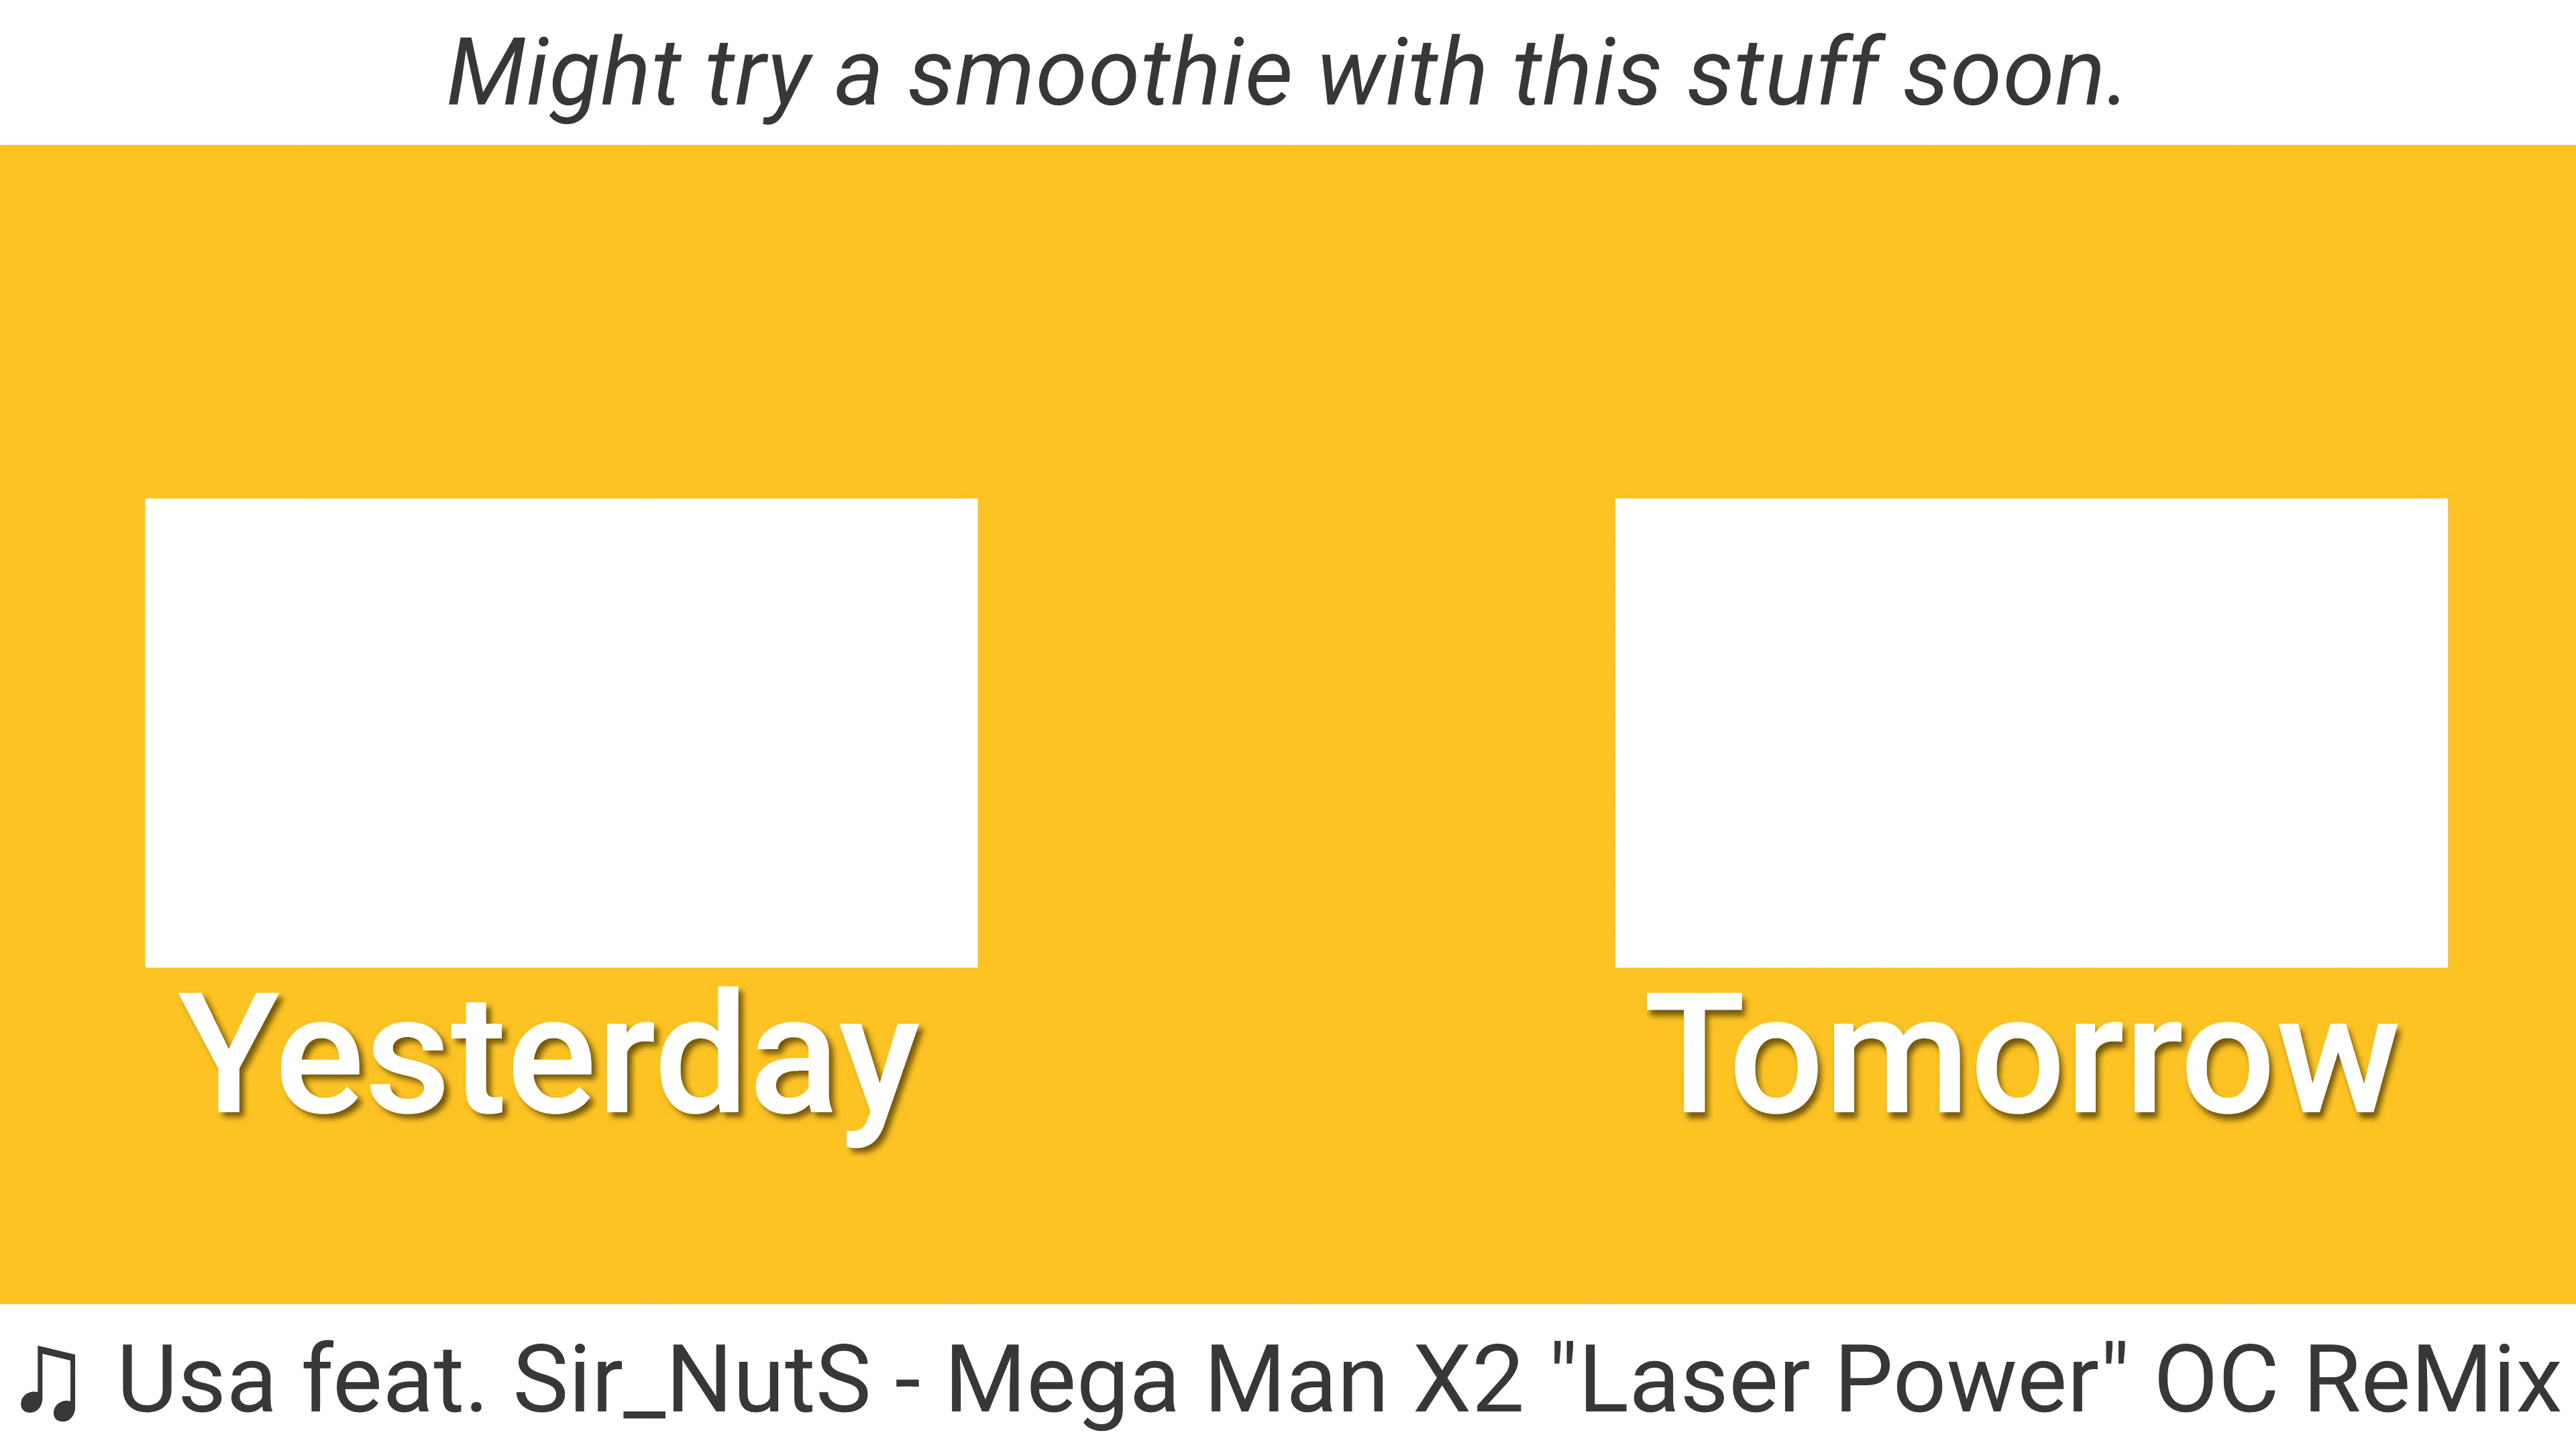 Might try a smoothie with this stuff soon.
Yesterday
Tomorrow
♫ Usa feat. Sir_NutS - Mega Man X2 "Laser Power" OC ReMix